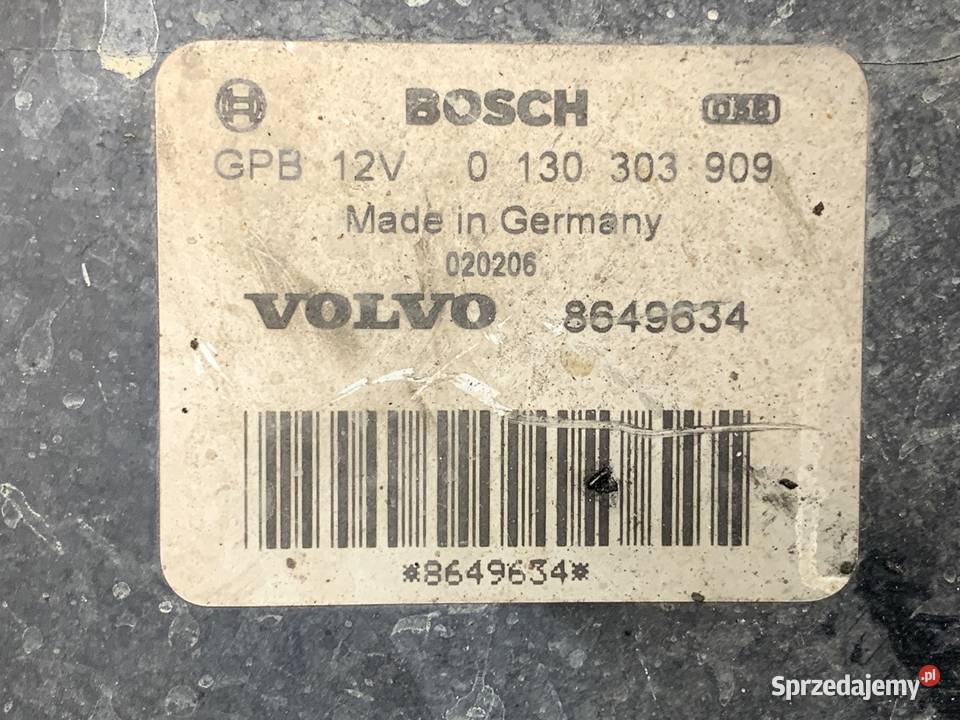 BOSCH
GPB 12V 0 130 303 909
Made in Germany
020206
VOLVO 8649634
*8649634*
Sprzedajemy.pl